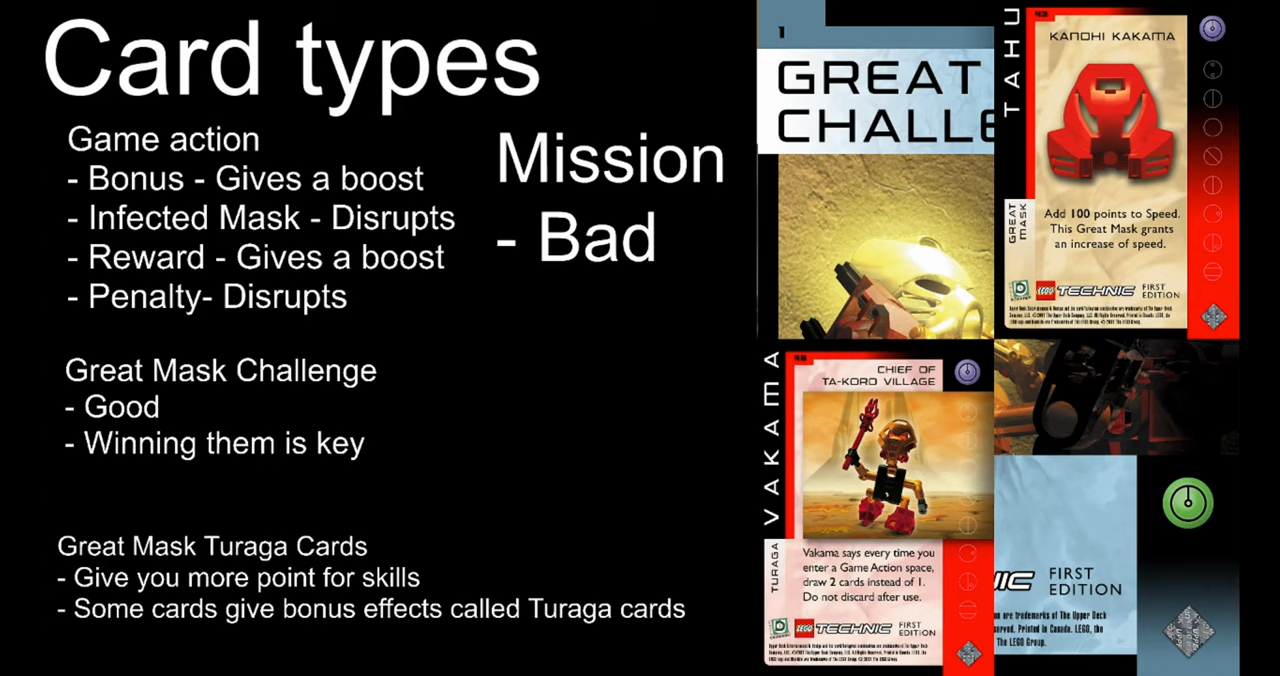 Card types
Game action
- Bonus - Gives a boost
- Infected Mask - Disrupts
- Reward - Gives a boost
- Penalty- Disrupts
Mission
- Bad
Great Mask Challenge
- Good
- Winning them is key
Great Mask Turaga Cards
- Give you more point for skills
- Some cards give bonus effects called Turaga cards
1
GREAT
CHALLE
TAHU
KANOHI KAKAMA
GREAT
MASK
Add 100 points to Speed.
This Great Mask grants
an increase of speed.
LEGO TECHNIC FIRST
EDITION
VAKAMA
CHIEF OF
TA-KORO VILLAGE
TURAGA
Vakama says every time you
enter a Game Action space,
draw 2 cards instead of 1.
Do not discard after use.
LEGO TECHNIC FIRST
EDITION
NIC FIRST
EDITION
are trademarks of The Upper Deck
served. Printed in Canada. LEGO, the
The LEGO Group.